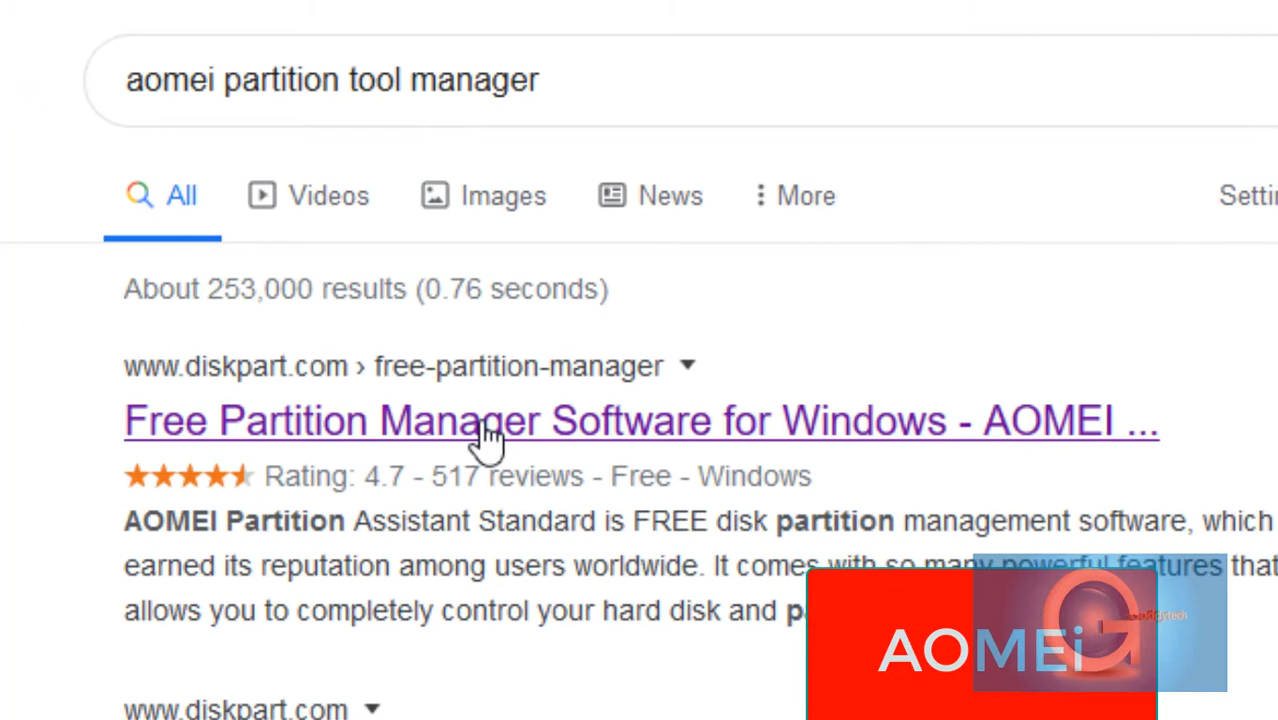 aomei partition tool manager
All Videos Images News More
About 253,000 results (0.76 seconds)
www.diskpart.com › free-partition-manager
Free Partition Manager Software for Windows - AOMEI ...
Rating: 4.7 - 517 reviews - Free - Windows
AOMEI Partition Assistant Standard is FREE disk partition management software, which
earned its reputation among users worldwide. It comes with so many powerful features that
allows you to completely control your hard disk and
AOMEi
www.diskpart.com